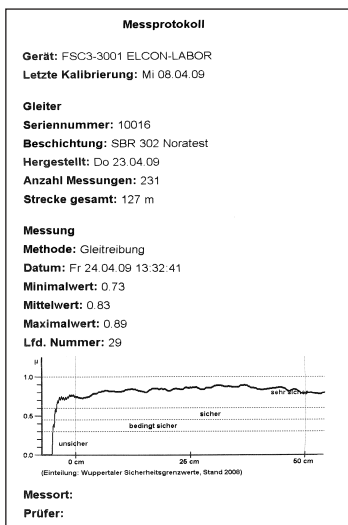 Messprotokoll
Gerät: FSC3-3001 ELCON-LABOR
Letzte Kalibrierung: Mi 08.04.09
Gleiter
Seriennummer: 10016
Beschichtung: SBR 302 Noratest
Hergestellt: Do 23.04.09
Anzahl Messungen: 231
Strecke gesamt: 127 m
Messung
Methode: Gleitreibung
Datum: Fr 24.04.09 13:32:41
Minimalwert: 0.73
Mittelwert: 0.83
Maximalwert: 0.89
Lfd. Nummer: 29
µ
1.0
sehr sicher
0.5
sicher
bedingt sicher
unsicher
0.0
0 cm 25 cm 50 cm
(Einteilung: Wuppertaler Sicherheitsgrenzwerte, Stand 2008)
Messort:
Prüfer: